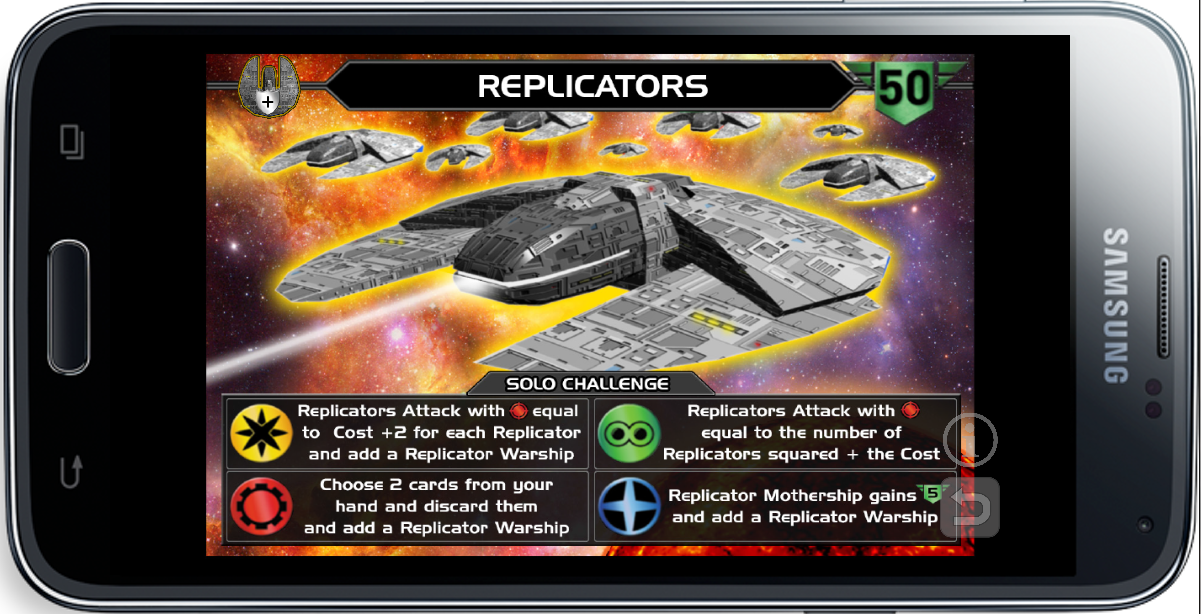 REPLICATORS
50
SOLO CHALLENGE
Replicators Attack with equal
to Cost +2 for each Replicator
and add a Replicator Warship
Replicators Attack with
equal to the number of
Replicators squared + the Cost
Choose 2 cards from your
hand and discard them
and add a Replicator Warship
Replicator Mothership gains 5
and add a Replicator Warship
SAMSUNG